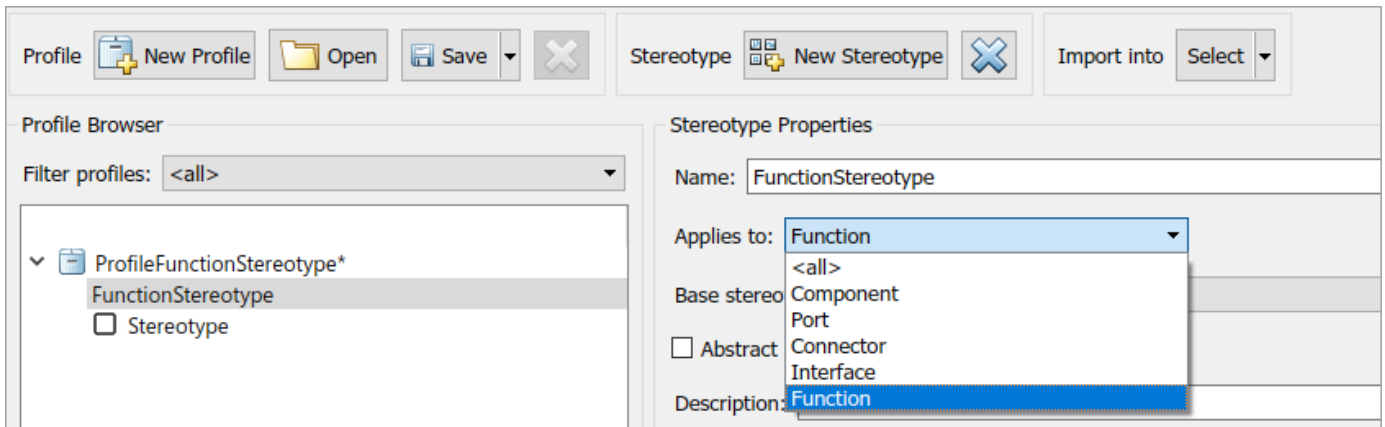 Profile New Profile Open Save Stereotype New Stereotype Import into Select
Profile Browser
Filter profiles: <all>
ProfileFunctionStereotype*
FunctionStereotype
Stereotype
Stereotype Properties
Name: FunctionStereotype
Applies to: Function
<all>
Base stereo
Component
Port
Connector
Abstract
Interface
Function
Description: